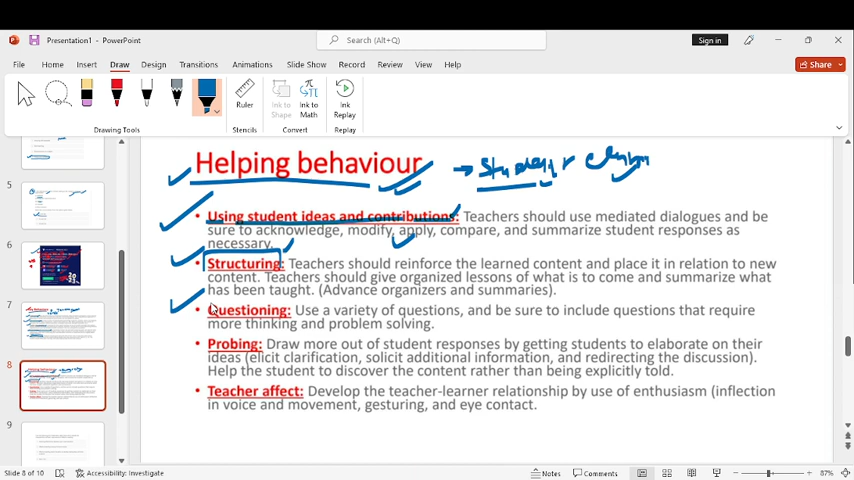 Presentation1 - PowerPoint
Search (Alt+Q)
Sign in
File Home Insert Draw Design Transitions Animations Slide Show Record Review View Help
Share
Ruler
Ink to Shape
Ink to Math
Ink Replay
Drawing Tools
Stencils
Convert
Replay
5
6
7
8
9
Helping behaviour
• Using student ideas and contributions: Teachers should use mediated dialogues and be
sure to acknowledge, modify, apply, compare, and summarize student responses as
necessary.
• Structuring: Teachers should reinforce the learned content and place it in relation to new
content. Teachers should give organized lessons of what is to come and summarize what
has been taught. (Advance organizers and summaries).
• Questioning: Use a variety of questions, and be sure to include questions that require
more thinking and problem solving.
• Probing: Draw more out of student responses by getting students to elaborate on their
ideas (elicit clarification, solicit additional information, and redirecting the discussion).
Help the student to discover the content rather than being explicitly told.
• Teacher affect: Develop the teacher-learner relationship by use of enthusiasm (inflection
in voice and movement, gesturing, and eye contact.
Slide 8 of 10
Accessibility: Investigate
Notes
Comments
87%